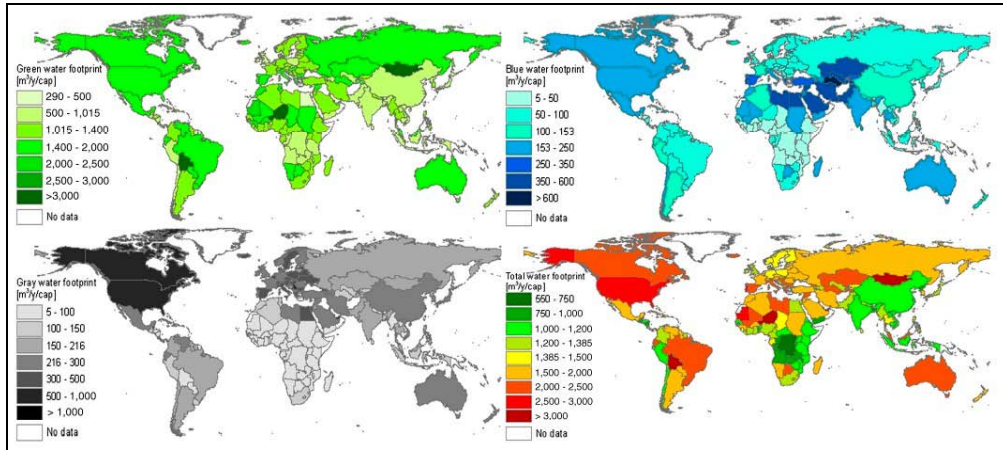 Green water footprint
[m³/y/cap]
290 - 500
500 - 1,015
1,015 - 1,400
1,400 - 2,000
2,000 - 2,500
2,500 - 3,000
>3,000
No data
Blue water footprint
[m³/y/cap]
5 - 50
50 - 100
100 - 153
153 - 250
250 - 350
350 - 600
> 600
No data
Gray water footprint
[m³/y/cap]
5 - 100
100 - 150
150 - 216
216 - 300
300 - 500
500 - 1,000
> 1,000
No data
Total water footprint
[m³/y/cap]
550 - 750
750 - 1,000
1,000 - 1,200
1,200 - 1,385
1,385 - 1,500
1,500 - 2,000
2,000 - 2,500
2,500 - 3,000
> 3,000
No data